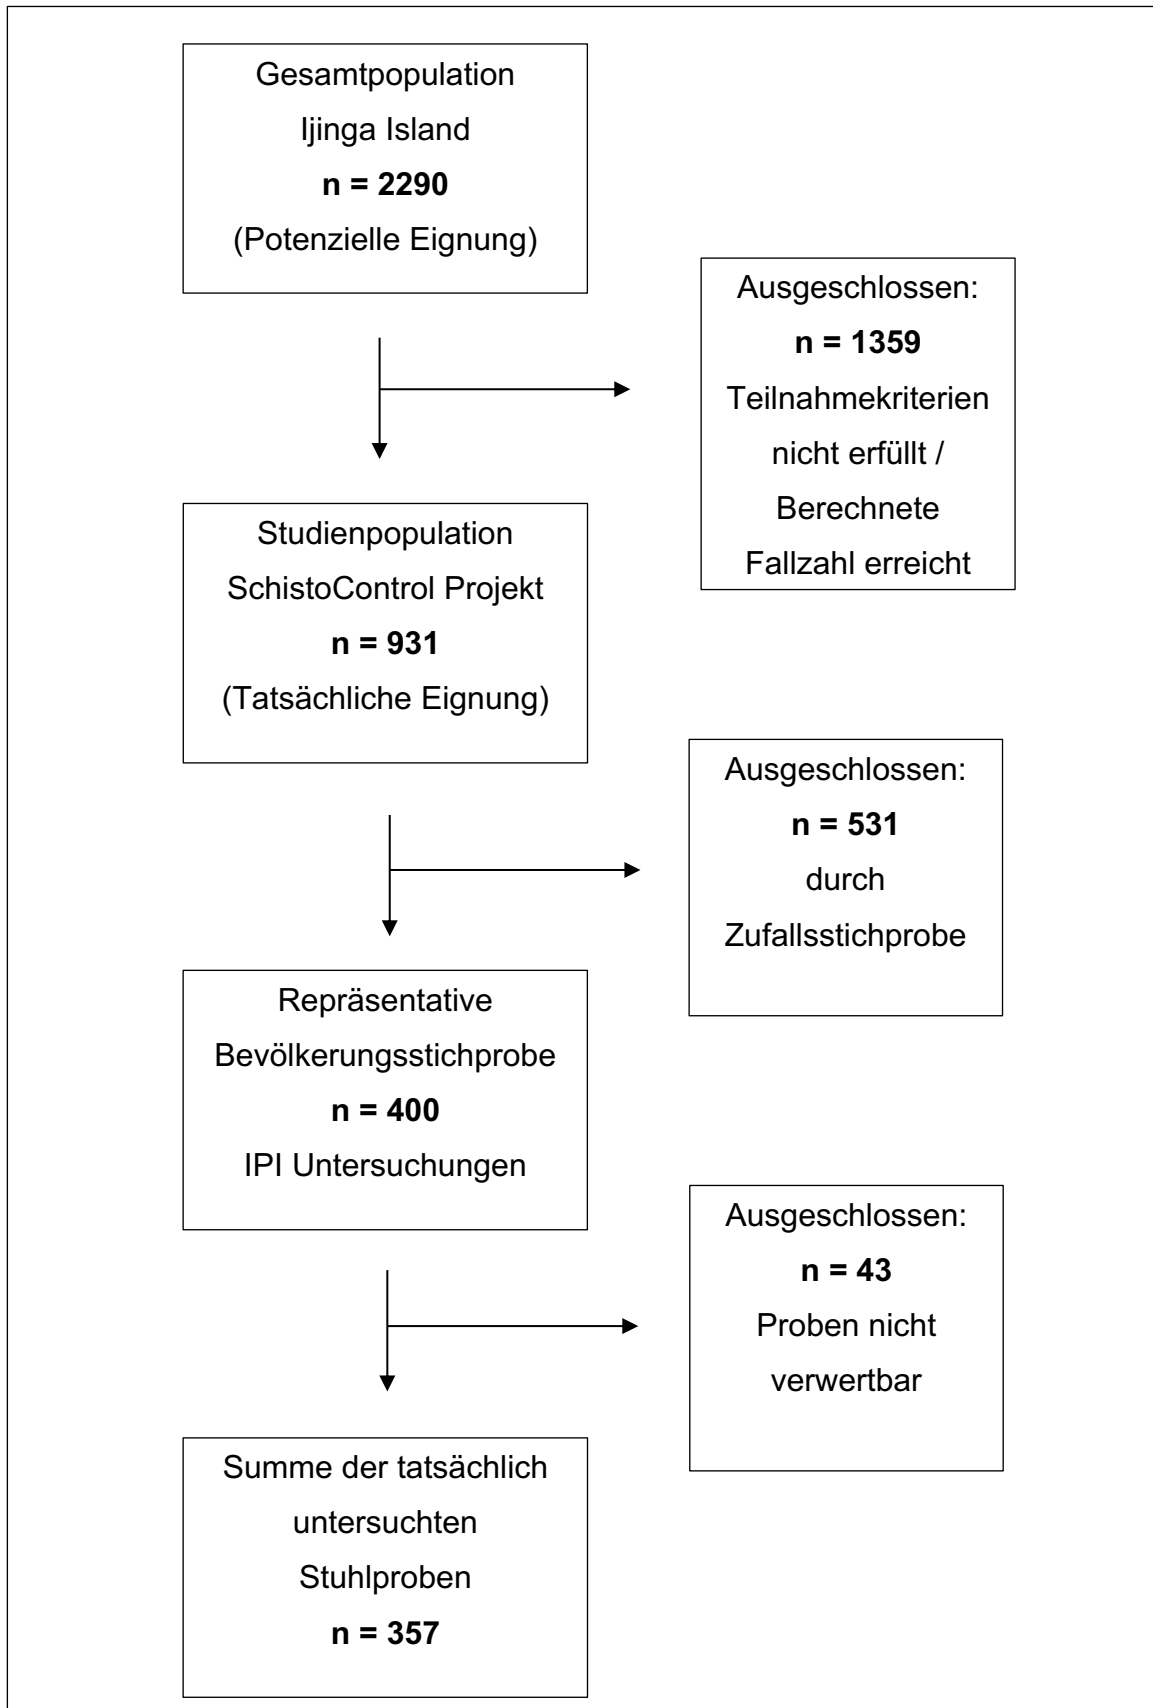 Gesamtpopulation
Ijinga Island
n = 2290
(Potenzielle Eignung)
Ausgeschlossen:
n = 1359
Teilnahmekriterien
nicht erfüllt /
Berechnete
Fallzahl erreicht
Studienpopulation
SchistoControl Projekt
n = 931
(Tatsächliche Eignung)
Ausgeschlossen:
n = 531
durch
Zufallsstichprobe
Repräsentative
Bevölkerungsstichprobe
n = 400
IPI Untersuchungen
Ausgeschlossen:
n = 43
Proben nicht
verwertbar
Summe der tatsächlich
untersuchten
Stuhlproben
n = 357